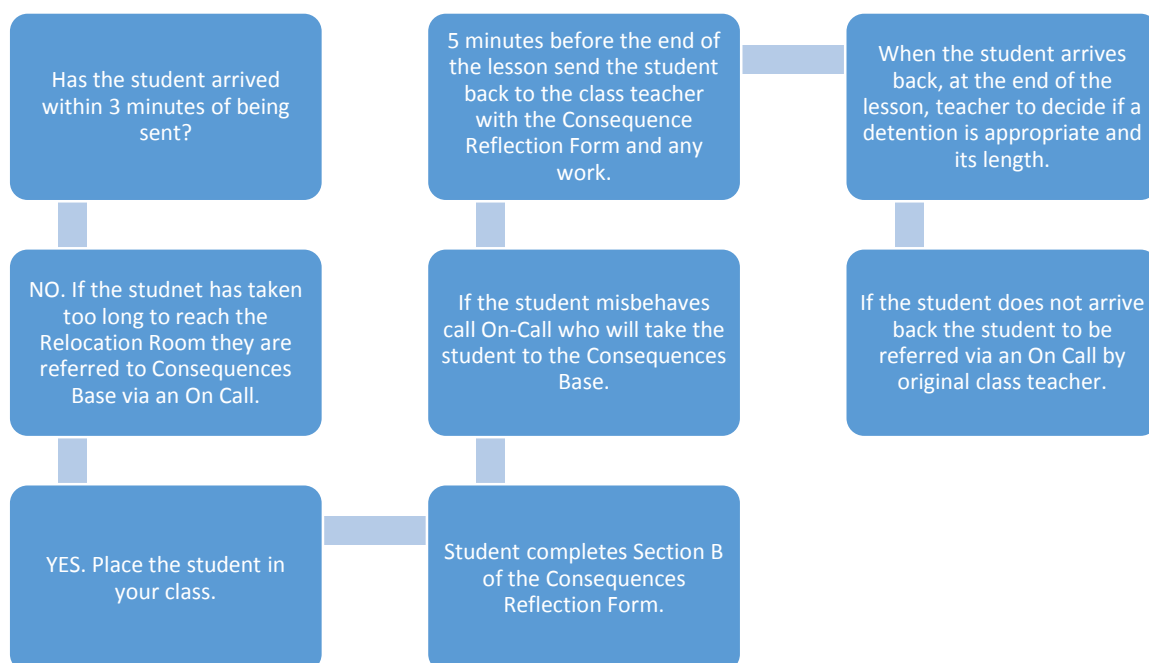 Has the student arrived
within 3 minutes of being
sent?
NO. If the studnet has taken
too long to reach the
Relocation Room they are
referred to Consequences
Base via an On Call.
YES. Place the student in
your class.
Student completes Section B
of the Consequences
Reflection Form.
If the student misbehaves
call On-Call who will take the
student to the Consequences
Base.
5 minutes before the end of
the lesson send the student
back to the class teacher
with the Consequence
Reflection Form and any
work.
When the student arrives
back, at the end of the
lesson, teacher to decide if a
detention is appropriate and
its length.
If the student does not arrive
back the student to be
referred via an On Call by
original class teacher.